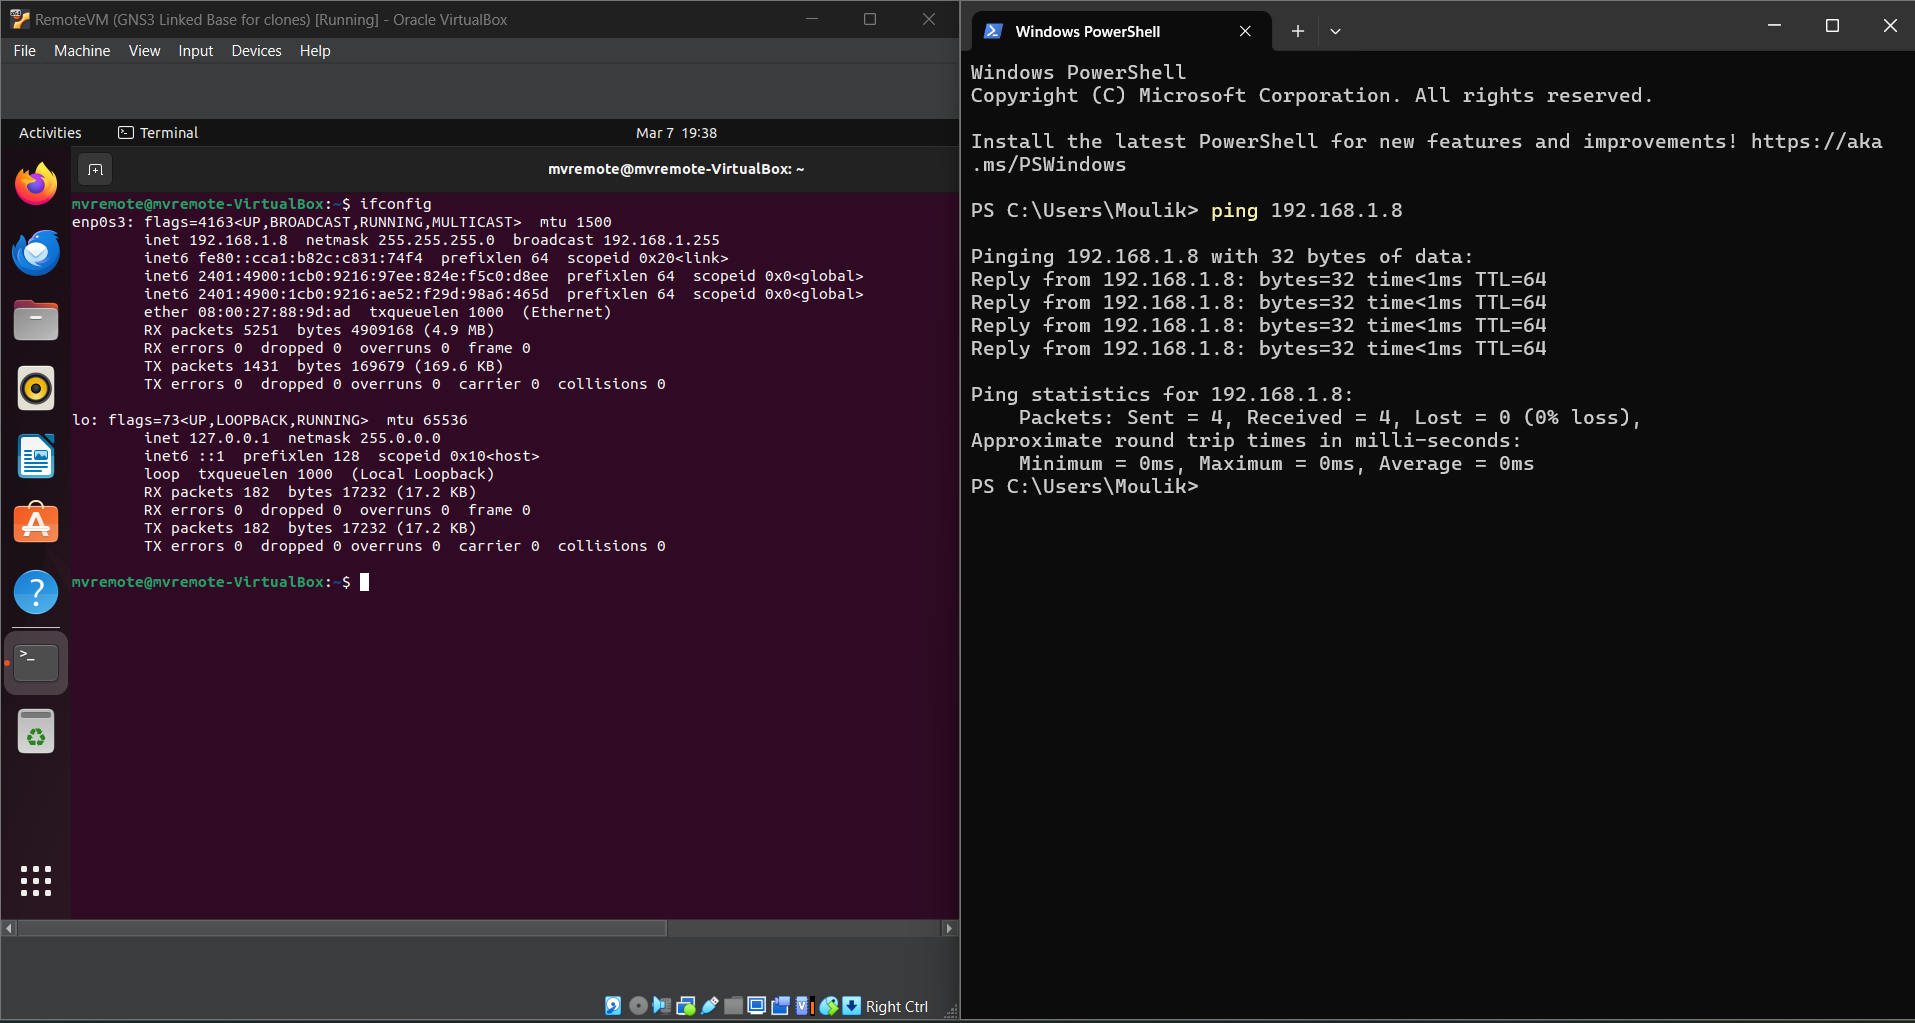 RemoteVM (GNS3 Linked Base for clones) [Running] - Oracle VirtualBox
File Machine View Input Devices Help
Activities Terminal Mar 7 19:38
mvremote@mvremote-VirtualBox: ~
mvremote@mvremote-VirtualBox:~$ ifconfig
enp0s3: flags=4163<UP,BROADCAST,RUNNING,MULTICAST>  mtu 1500
        inet 192.168.1.8  netmask 255.255.255.0  broadcast 192.168.1.255
        inet6 fe80::cca1:b82c:c831:74f4  prefixlen 64  scopeid 0x20<link>
        inet6 2401:4900:1cb0:9216:97ee:824e:f5c0:d8ee  prefixlen 64  scopeid 0x0<global>
        inet6 2401:4900:1cb0:9216:ae52:f29d:98a6:465d  prefixlen 64  scopeid 0x0<global>
        ether 08:00:27:88:9d:ad  txqueuelen 1000  (Ethernet)
        RX packets 5251  bytes 4909168 (4.9 MB)
        RX errors 0  dropped 0  overruns 0  frame 0
        TX packets 1431  bytes 169679 (169.6 KB)
        TX errors 0  dropped 0 overruns 0  carrier 0  collisions 0
lo: flags=73<UP,LOOPBACK,RUNNING>  mtu 65536
        inet 127.0.0.1  netmask 255.0.0.0
        inet6 ::1  prefixlen 128  scopeid 0x10<host>
        loop  txqueuelen 1000  (Local Loopback)
        RX packets 182  bytes 17232 (17.2 KB)
        RX errors 0  dropped 0  overruns 0  frame 0
        TX packets 182  bytes 17232 (17.2 KB)
        TX errors 0  dropped 0 overruns 0  carrier 0  collisions 0
mvremote@mvremote-VirtualBox:~$
Right Ctrl
Windows PowerShell
Windows PowerShell
Copyright (C) Microsoft Corporation. All rights reserved.
Install the latest PowerShell for new features and improvements! https://aka
.ms/PSWindows
PS C:\Users\Moulik> ping 192.168.1.8
Pinging 192.168.1.8 with 32 bytes of data:
Reply from 192.168.1.8: bytes=32 time<1ms TTL=64
Reply from 192.168.1.8: bytes=32 time<1ms TTL=64
Reply from 192.168.1.8: bytes=32 time<1ms TTL=64
Reply from 192.168.1.8: bytes=32 time<1ms TTL=64
Ping statistics for 192.168.1.8:
    Packets: Sent = 4, Received = 4, Lost = 0 (0% loss),
Approximate round trip times in milli-seconds:
    Minimum = 0ms, Maximum = 0ms, Average = 0ms
PS C:\Users\Moulik>